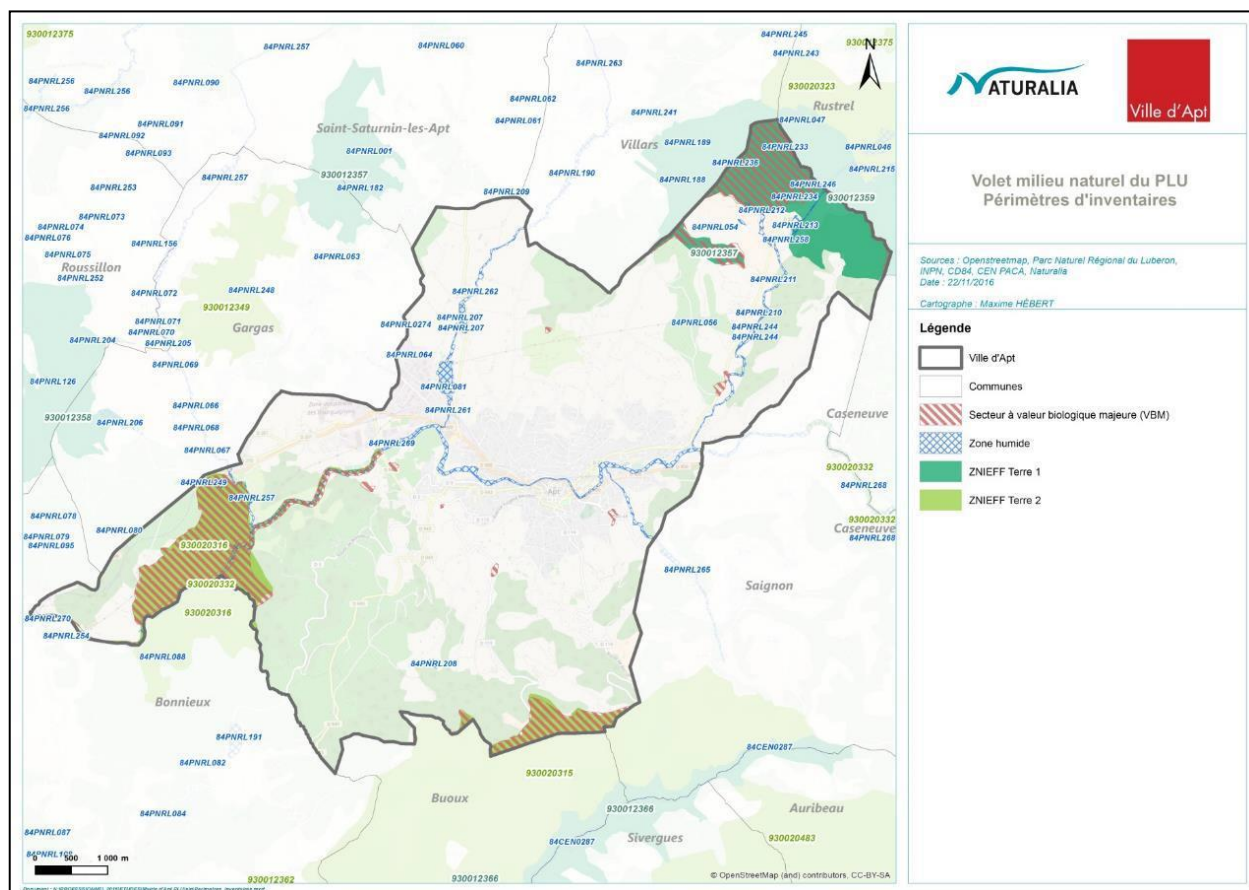 930012375
84PNRL257
84PNRL060
84PNRL245
84PNRL243
84PNRL263
84PNRL256
84PNRL256
84PNRL090
84PNRL256
84PNRL062
84PNRL061
84PNRL241
N
930020323
Rustrel
84PNRL091
84PNRL092
84PNRL093
Saint-Saturnin-les-Apt
84PNRL001
930012357
84PNRL182
84PNRL257
84PNRL253
84PNRL190
84PNRL209
Villars
84PNRL189
84PNRL188
84PNRL047
84PNRL233
84PNRL046
84PNRL246
84PNRL234
930012359
84PNRL212
84PNRL213
84PNRL054
84PNRL258
930012357
84PNRL211
84PNRL073
84PNRL074
84PNRL076
84PNRL156
84PNRL075
Roussillon
84PNRL252
84PNRL063
84PNRL072
84PNRL248
930012349
Gargas
84PNRL071
84PNRL070
84PNRL205
84PNRL204
84PNRL069
84PNRL262
84PNRL207
84PNRL207
84PNRL0274
84PNRL064
84PNRL081
84PNRL261
84PNRL056
84PNRL210
84PNRL244
84PNRL244
84PNRL126
930012358
84PNRL206
84PNRL066
84PNRL068
84PNRL067
84PNRL269
Caseneuve
930020332
84PNRL268
930020332
Caseneuve
84PNRL268
84PNRL249
84PNRL257
84PNRL078
84PNRL080
84PNRL079
84PNRL095
930020316
930020332
930020316
Apt
84PNRL265
Saignon
84PNRL270
84PNRL254
84PNRL088
Bonnieux
84PNRL208
84PNRL191
84PNRL082
84PNRL084
84PNRL087
930020315
84CEN0287
Buoux
930012366
Auribeau
Sivergues
84CEN0287
930020483
930012362
930012366
0 500 1 000 m
© OpenStreetMap (and) contributors, CC-BY-SA
NATURALIA
Ville d'Apt
Volet milieu naturel du PLU
Périmètres d'inventaires
Sources : Openstreetmap, Parc Naturel Régional du Luberon,
INPN, CD84, CEN PACA, Naturalia
Date : 22/11/2016
Cartographe : Maxime HÉBERT
Légende
Ville d'Apt
Communes
Secteur à valeur biologique majeure (VBM)
Zone humide
ZNIEFF Terre 1
ZNIEFF Terre 2